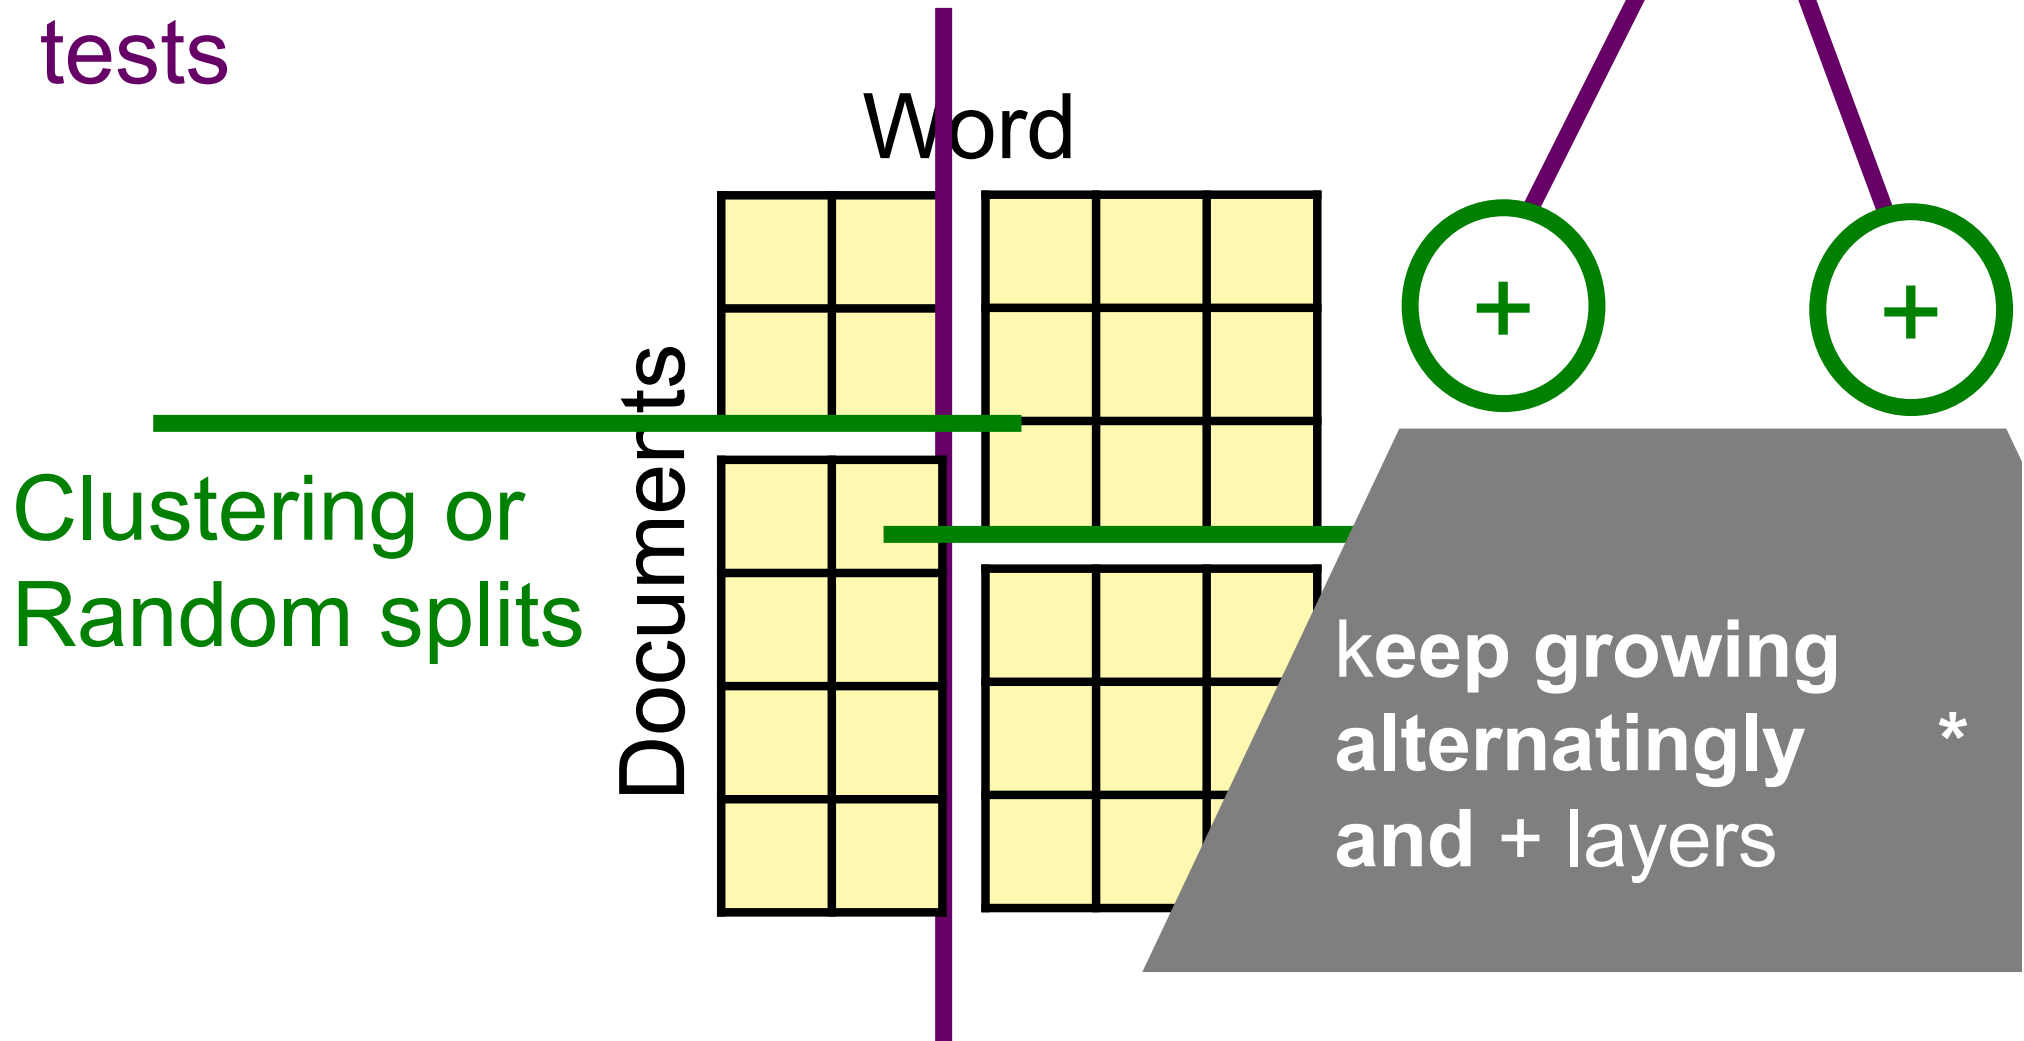 tests
Word
Documents
+ +
Clustering or
Random splits
keep growing
alternatingly *
and + layers